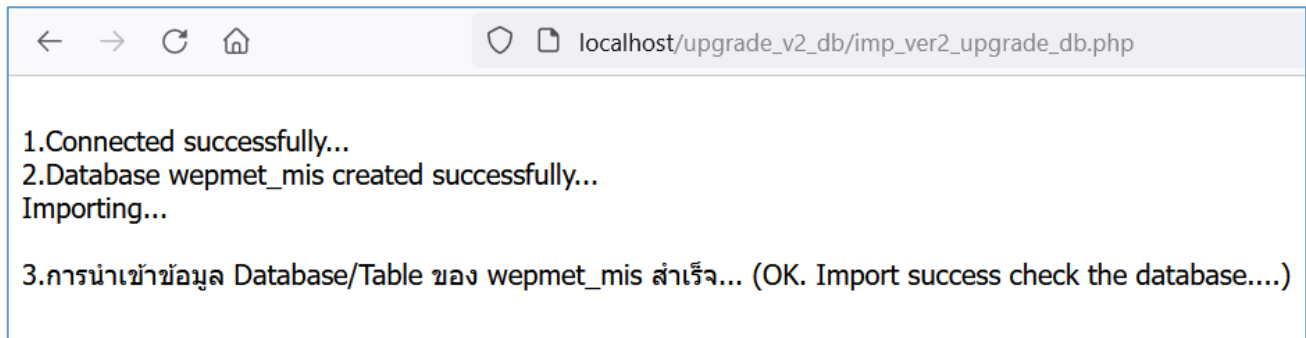 localhost/upgrade_v2_db/imp_ver2_upgrade_db.php
1.Connected successfully...
2.Database wepmet_mis created successfully...
Importing...
3.การนำเข้าข้อมูล Database/Table ของ wepmet_mis สำเร็จ... (OK. Import success check the database....)